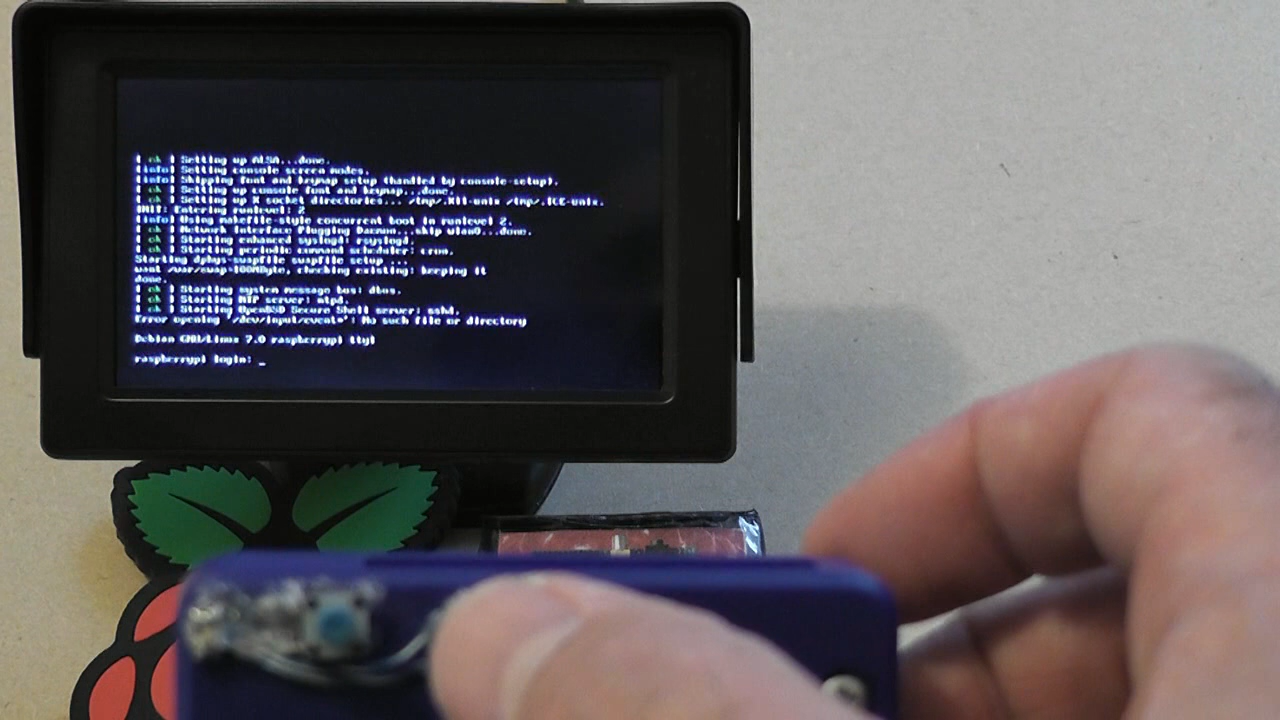 [ ok ] Setting up ALSA...done.
[info] Setting console screen modes.
[info] Skipping font and keymap setup (handled by console-setup).
[ ok ] Setting up console font and keymap...done.
[ ok ] Setting up X socket directories... /tmp/.X11-unix /tmp/.ICE-unix.
INIT: Entering runlevel: 2
[info] Using makefile-style concurrent boot in runlevel 2.
[ ok ] Network Interface Plugging Daemon...skip wlan0...done.
[ ok ] Starting enhanced syslogd: rsyslogd.
[ ok ] Starting periodic command scheduler: cron.
Starting dphys-swapfile swapfile setup ...
want /var/swap=100MByte, checking existing: keeping it
done.
[ ok ] Starting system message bus: dbus.
[ ok ] Starting NTP server: ntpd.
[ ok ] Starting OpenBSD Secure Shell server: sshd.
Error opening '/dev/input/event*': No such file or directory
Debian GNU/Linux 7.0 raspberrypi tty1
raspberrypi login: _